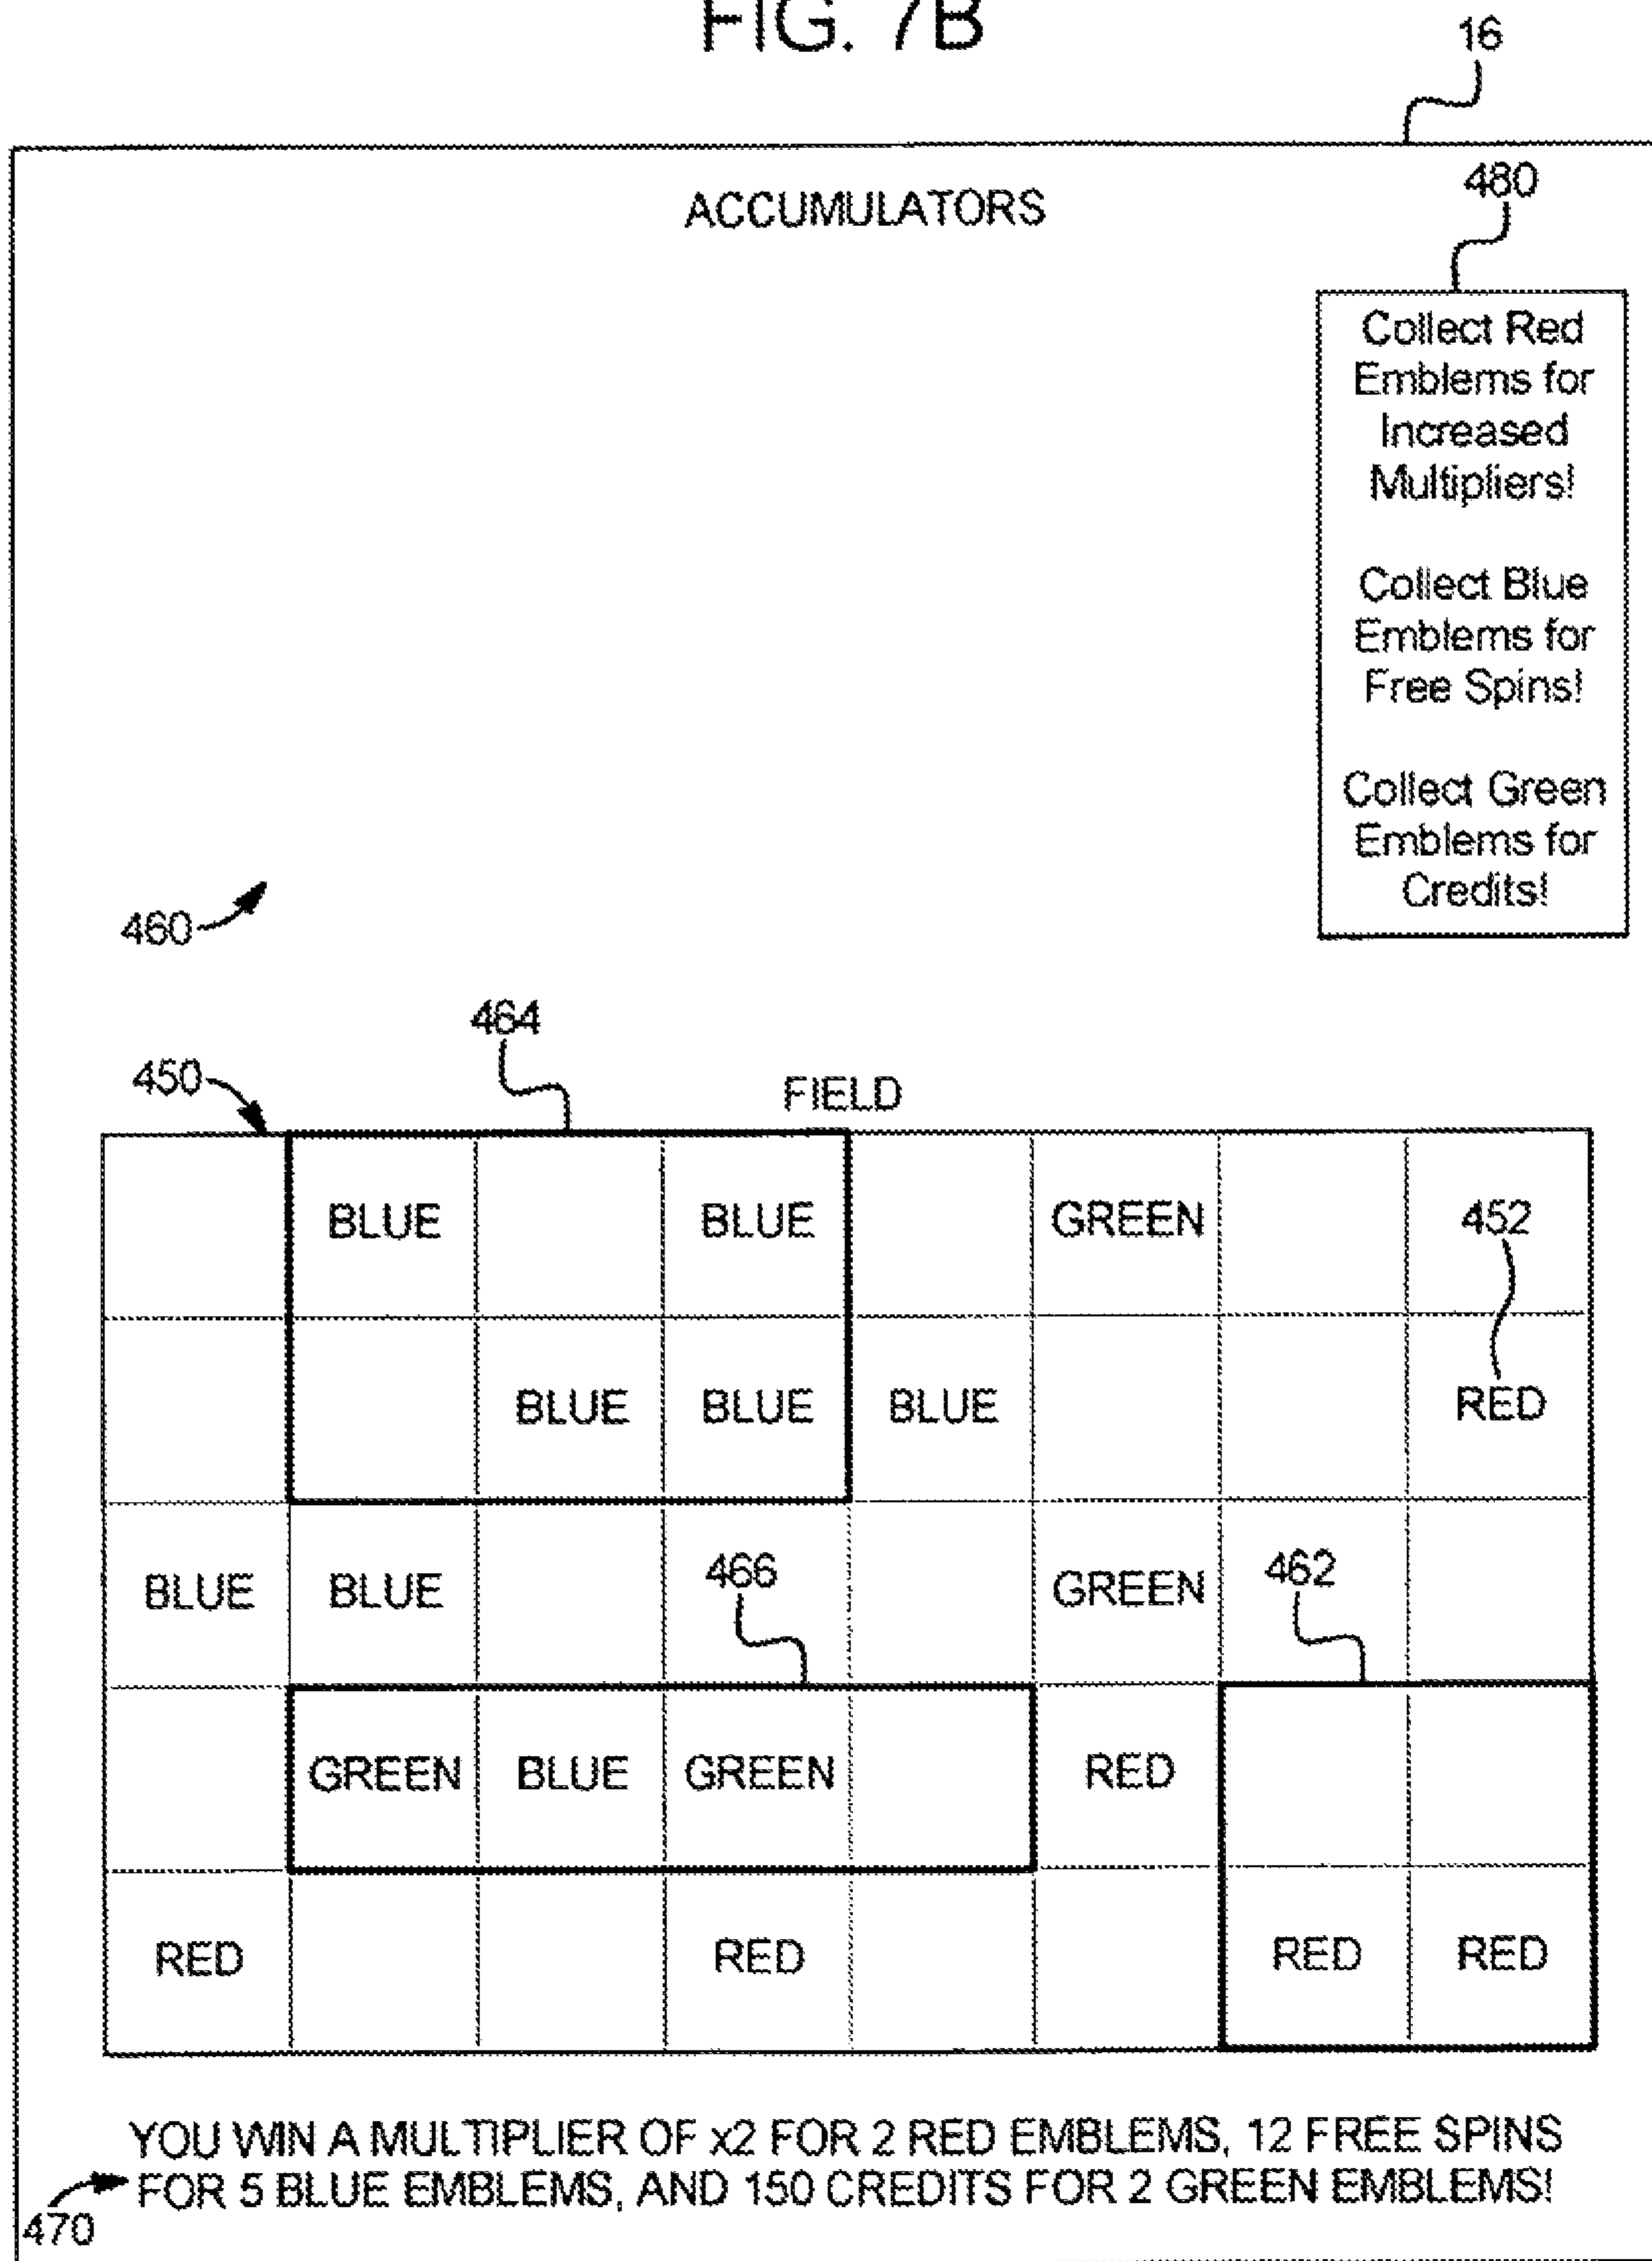 FIG. 7B
16
ACCUMULATORS
480
Collect Red
Emblems for
Increased
Multipliers!
Collect Blue
Emblems for
Free Spins!
Collect Green
Emblems for
Credits!
460
464
450
FIELD
BLUE BLUE GREEN 452
BLUE BLUE BLUE RED
BLUE BLUE 466 GREEN 462
GREEN BLUE GREEN RED
RED RED RED RED
YOU WIN A MULTIPLIER OF x2 FOR 2 RED EMBLEMS, 12 FREE SPINS
FOR 5 BLUE EMBLEMS, AND 150 CREDITS FOR 2 GREEN EMBLEMS!
470